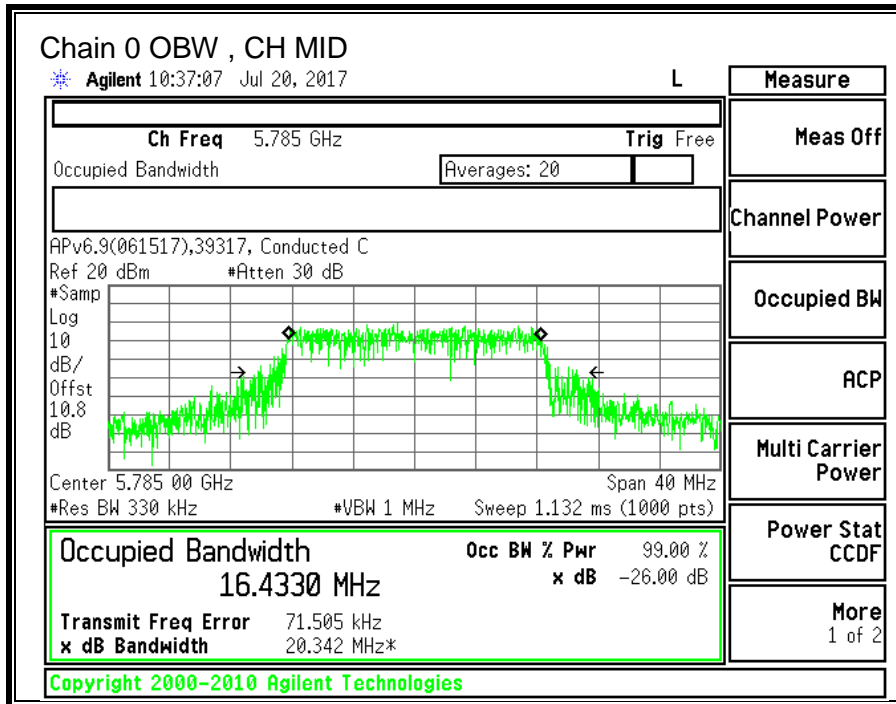 Chain 0 OBW , CH MID
Agilent 10:37:07 Jul 20, 2017 L
Measure
Ch Freq 5.785 GHz Trig Free
Occupied Bandwidth Averages: 20
APv6.9(061517),39317, Conducted C
Ref 20 dBm #Atten 30 dB
#Samp
Log
10
dB/
Offst
10.8
dB
Center 5.785 00 GHz Span 40 MHz
#Res BW 330 kHz #VBW 1 MHz Sweep 1.132 ms (1000 pts)
Occupied Bandwidth Occ BW % Pwr 99.00 %
16.4330 MHz x dB -26.00 dB
Transmit Freq Error 71.505 kHz
x dB Bandwidth 20.342 MHz*
Meas Off
Channel Power
Occupied BW
ACP
Multi Carrier
Power
Power Stat
CCDF
More
1 of 2
Copyright 2000-2010 Agilent Technologies